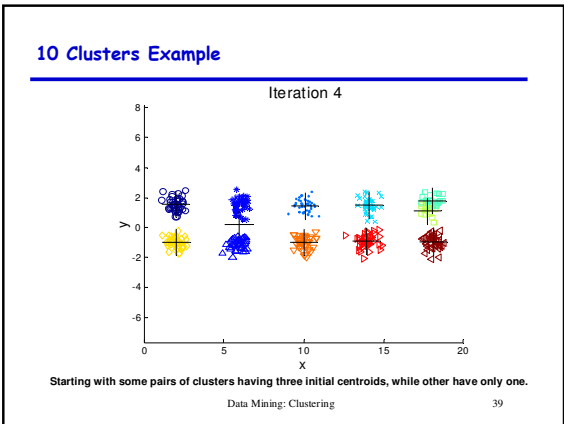 10 Clusters Example
Iteration 4
8
6
4
2
0
-2
-4
-6
y
0 5 10 15 20
x
Starting with some pairs of clusters having three initial centroids, while other have only one.
Data Mining: Clustering 39